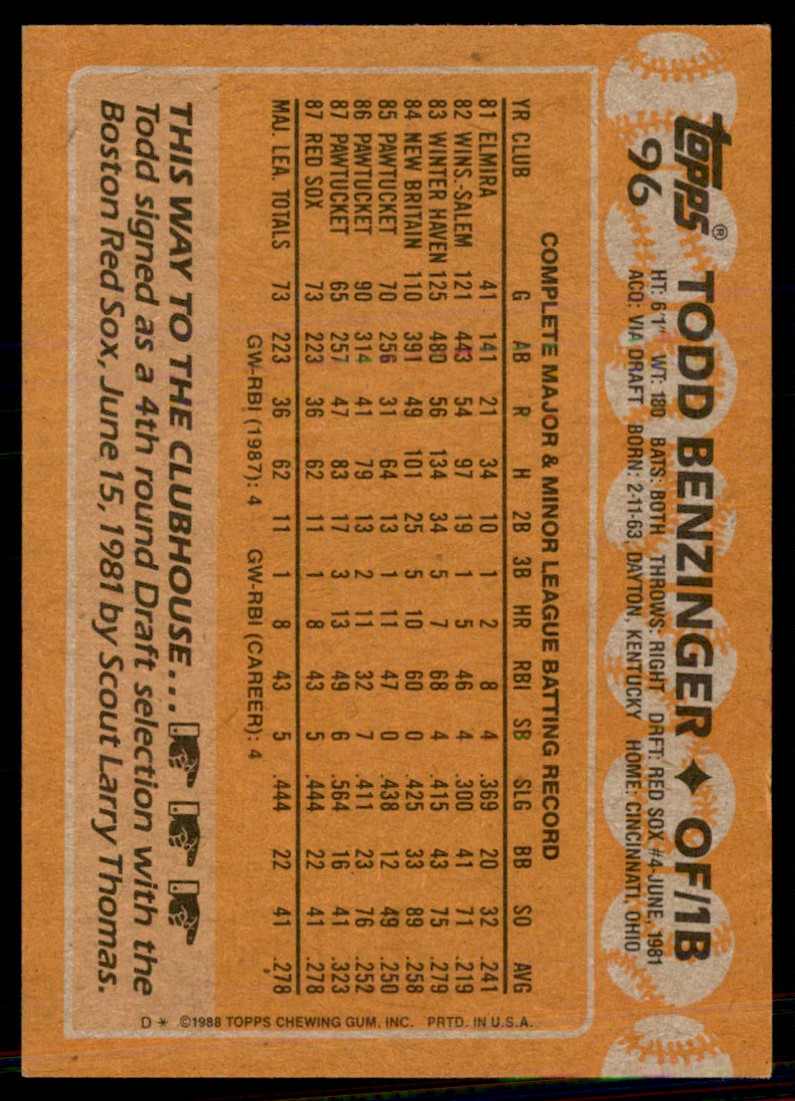 topps®
96
TODD BENZINGER ✦ OF/1B
HT: 6'1" WT: 180 BATS: BOTH THROWS: RIGHT DRFT: RED SOX #4-JUNE, 1981
ACQ: VIA DRAFT BORN: 2-11-63, DAYTON, KENTUCKY HOME: CINCINNATI, OHIO
COMPLETE MAJOR & MINOR LEAGUE BATTING RECORD
YR CLUB G AB R H 2B 3B HR RBI SB SLG BB SO AVG
81 ELMIRA 41 141 21 34 10 1 2 8 4 .369 20 32 .241
82 WINS.-SALEM 121 443 54 97 19 1 5 46 4 .300 41 71 .219
83 WINTER HAVEN 125 480 56 134 34 5 7 68 4 .415 43 75 .279
84 NEW BRITAIN 110 391 49 101 25 5 10 60 0 .425 33 89 .258
85 PAWTUCKET 70 256 31 64 13 1 11 47 0 .438 12 49 .250
86 PAWTUCKET 90 314 41 79 13 2 11 32 7 .411 23 76 .252
87 PAWTUCKET 65 257 47 83 17 3 13 49 6 .564 16 41 .323
87 RED SOX 73 223 36 62 11 1 8 43 5 .444 22 41 .278
MAJ. LEA. TOTALS 73 223 36 62 11 1 8 43 5 .444 22 41 .278
GW-RBI (1987): 4 GW-RBI (CAREER): 4
THIS WAY TO THE CLUBHOUSE...
Todd signed as a 4th round Draft selection with the
Boston Red Sox, June 15, 1981 by Scout Larry Thomas.
D* ©1988 TOPPS CHEWING GUM, INC. PRTD. IN U.S.A.